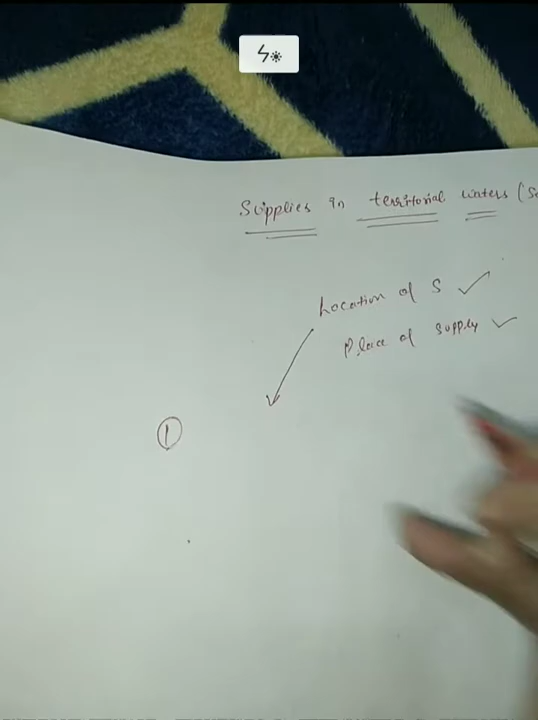 Supplies in territorial waters (
Location of S ✓
Place of supply ✓
①